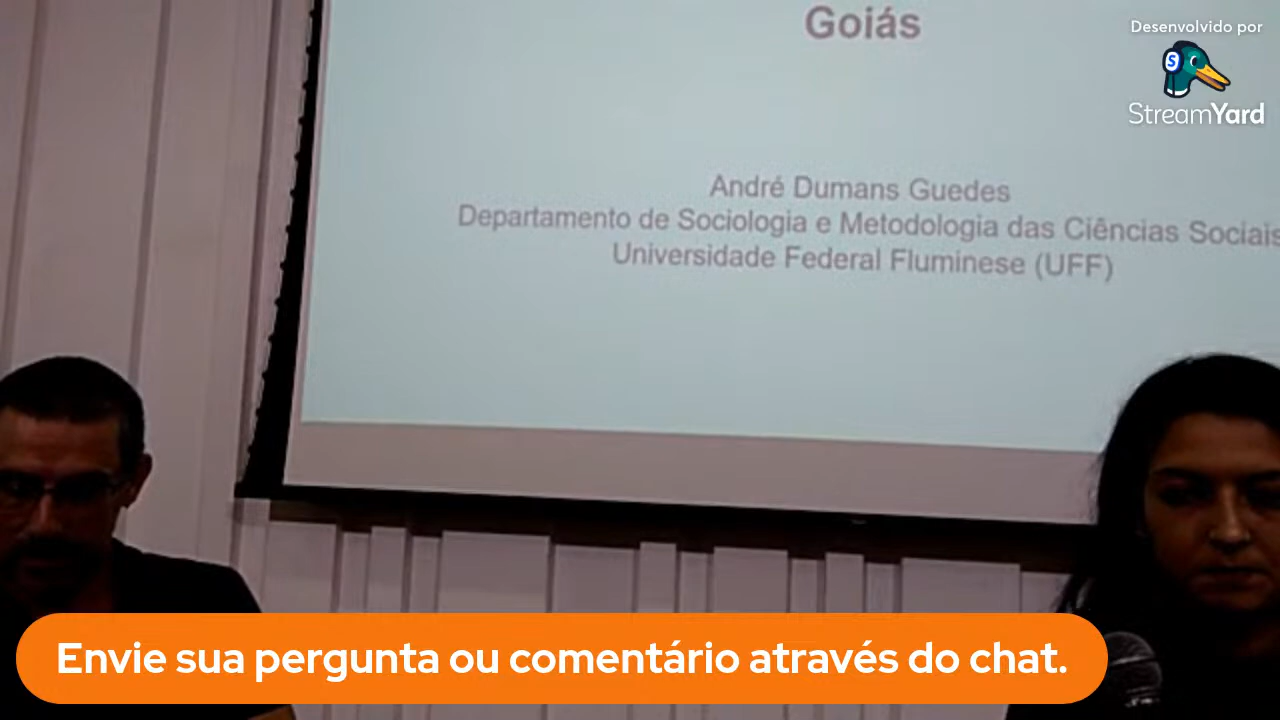 Goiás
Desenvolvido por
S
StreamYard
André Dumans Guedes
Departamento de Sociologia e Metodologia das Ciências Sociais
Universidade Federal Fluminese (UFF)
Envie sua pergunta ou comentário através do chat.